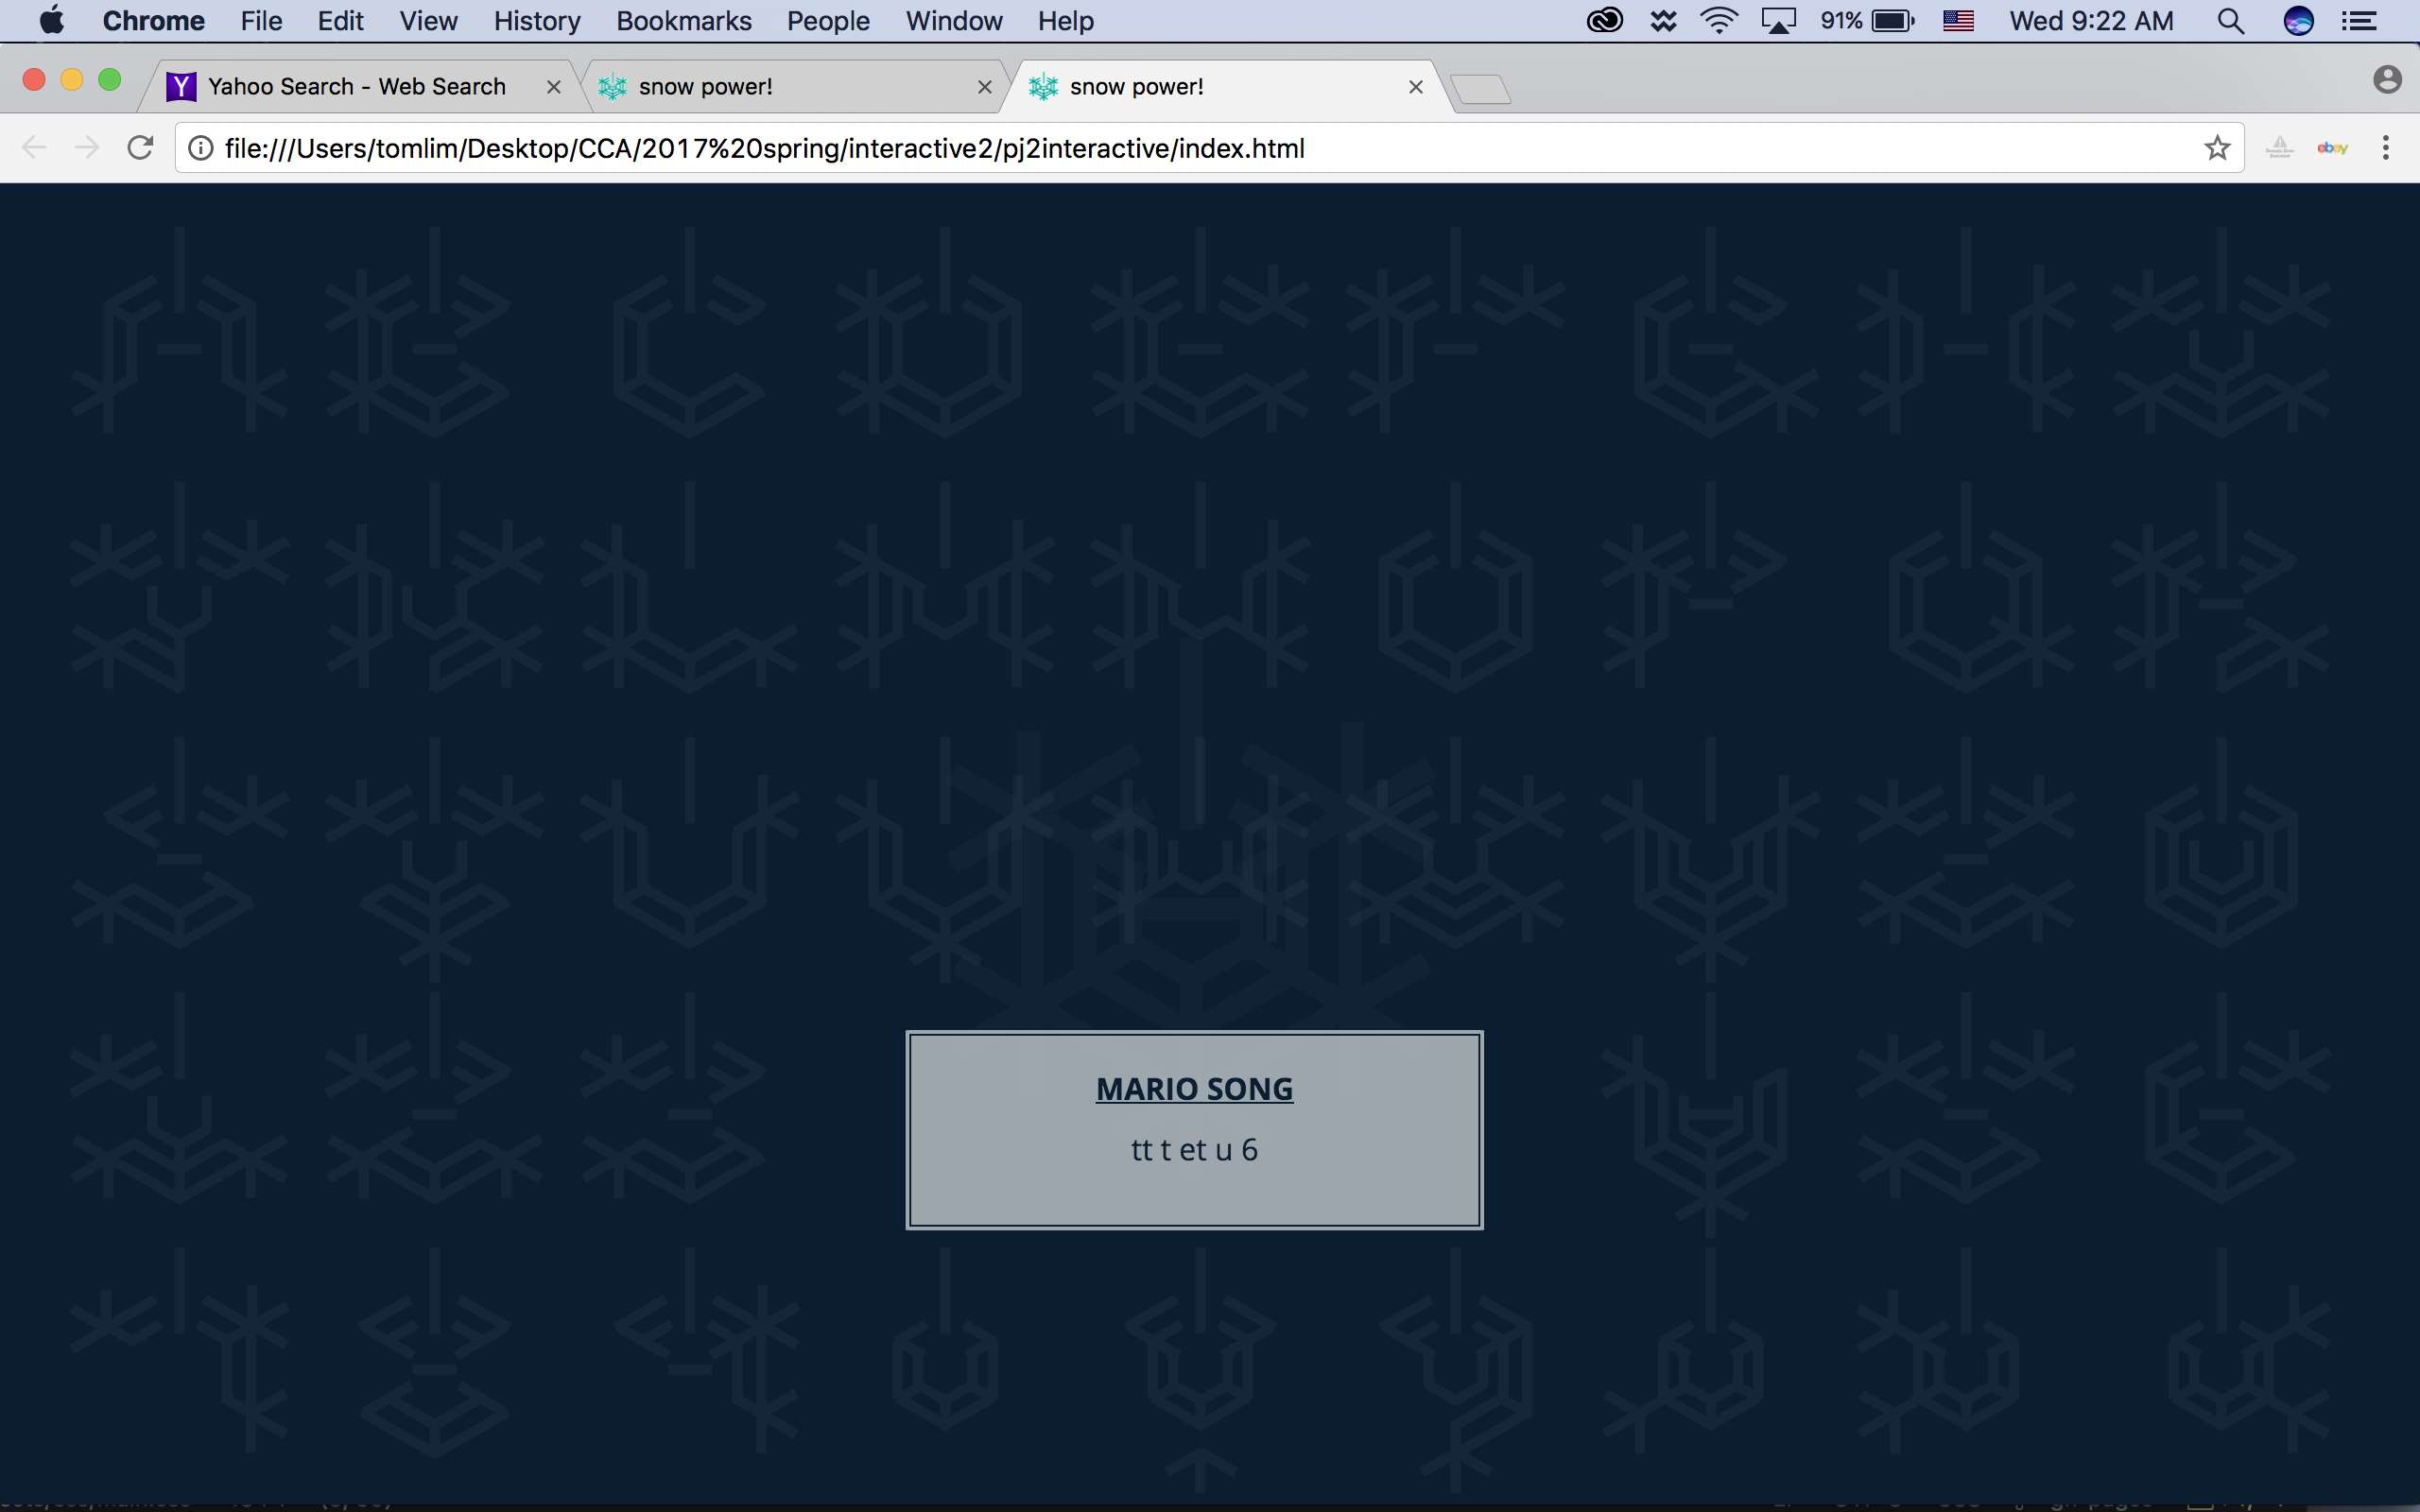 Chrome File Edit View History Bookmarks People Window Help 91% Wed 9:22 AM
Yahoo Search - Web Search snow power! snow power!
file:///Users/tomlim/Desktop/CCA/2017%20spring/interactive2/pj2interactive/index.html ebay
MARIO SONG
tt t et u 6